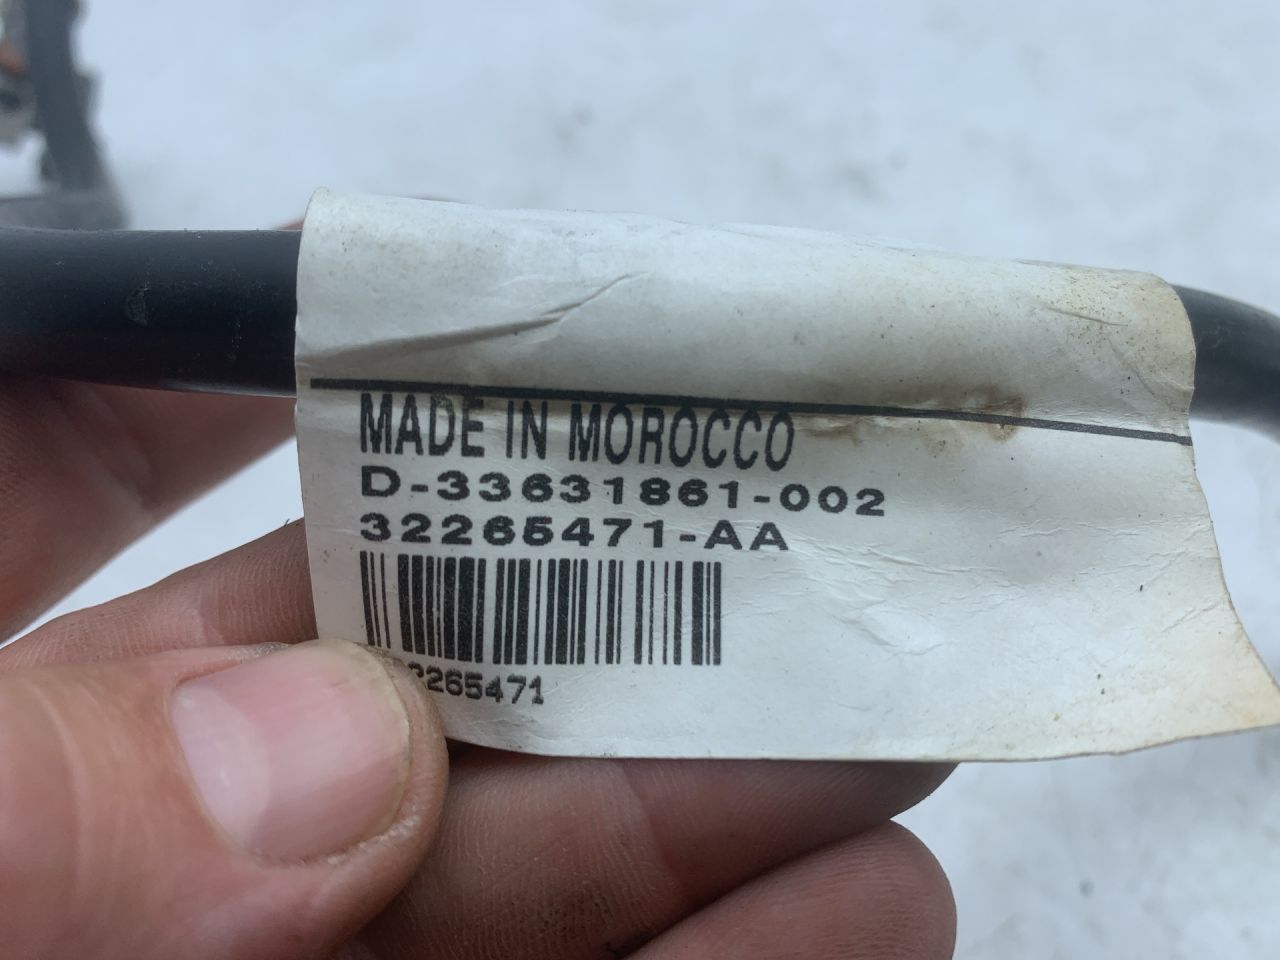 MADE IN MOROCCO
D-33631861-002
32265471-AA
2265471